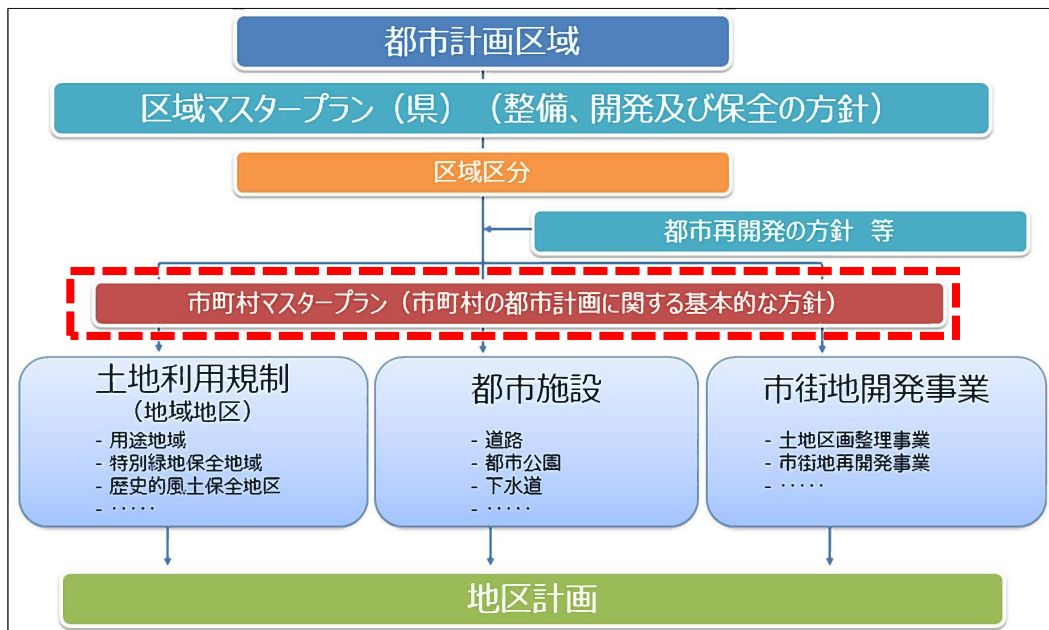 都市計画区域
区域マスタープラン（県）（整備、開発及び保全の方針）
区域区分
都市再開発の方針 等
市町村マスタープラン（市町村の都市計画に関する基本的な方針）
土地利用規制
（地域地区）
- 用途地域
- 特別緑地保全地域
- 歴史的風土保全地区
- ‥‥‥
都市施設
- 道路
- 都市公園
- 下水道
- ‥‥‥
市街地開発事業
- 土地区画整理事業
- 市街地再開発事業
- ‥‥‥
地区計画